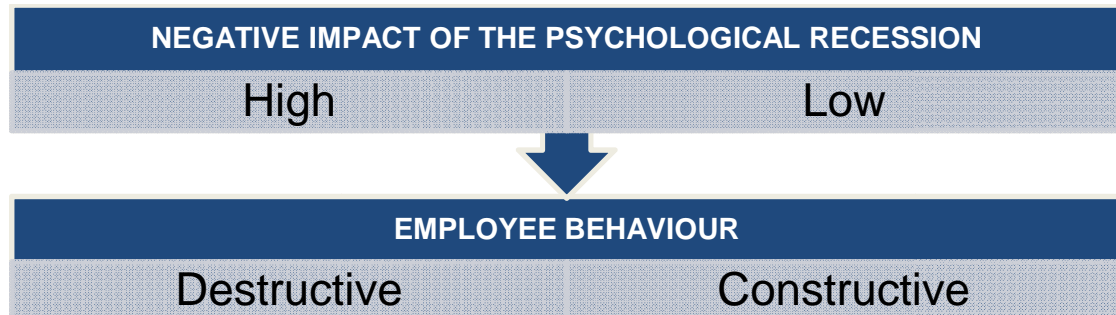 NEGATIVE IMPACT OF THE PSYCHOLOGICAL RECESSION
High Low
EMPLOYEE BEHAVIOUR
Destructive Constructive